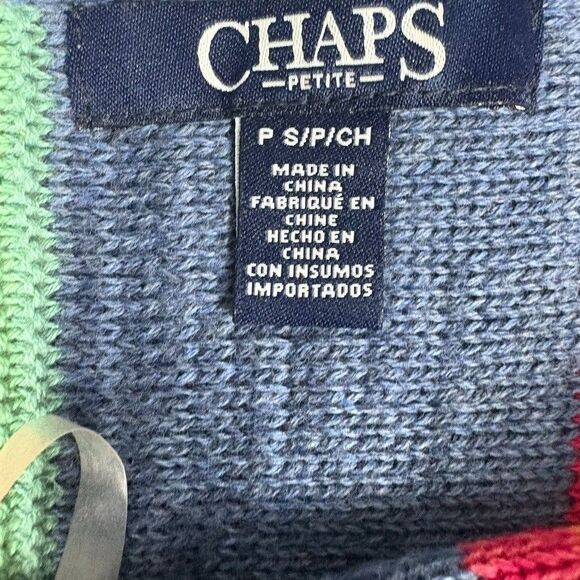 CHAPS
PETITE
P S/P/CH
MADE IN
CHINA
FABRIQUÉ EN
CHINE
HECHO EN
CHINA
CON INSUMOS
IMPORTADOS